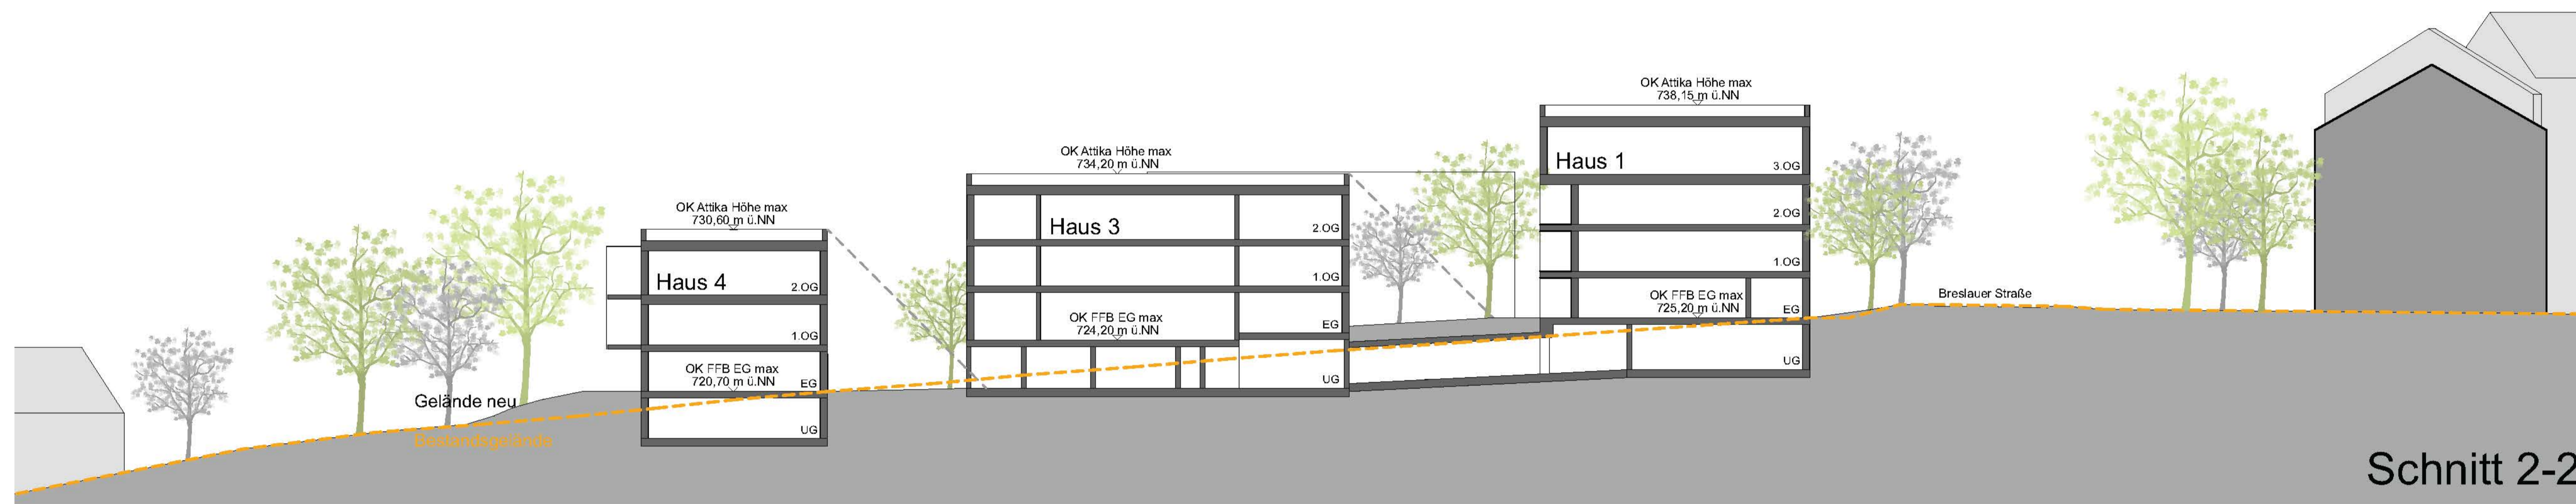 OK Attika Höhe max
730,60 m ü.NN
Haus 4
2.OG
1.OG
OK FFB EG max
720,70 m ü.NN
EG
UG
Gelände neu
Bestandsgelände
OK Attika Höhe max
734,20 m ü.NN
Haus 3
2.OG
1.OG
OK FFB EG max
724,20 m ü.NN
EG
UG
OK Attika Höhe max
738,15 m ü.NN
Haus 1
3.OG
2.OG
1.OG
OK FFB EG max
725,20 m ü.NN
EG
UG
Breslauer Straße
Schnitt 2-2